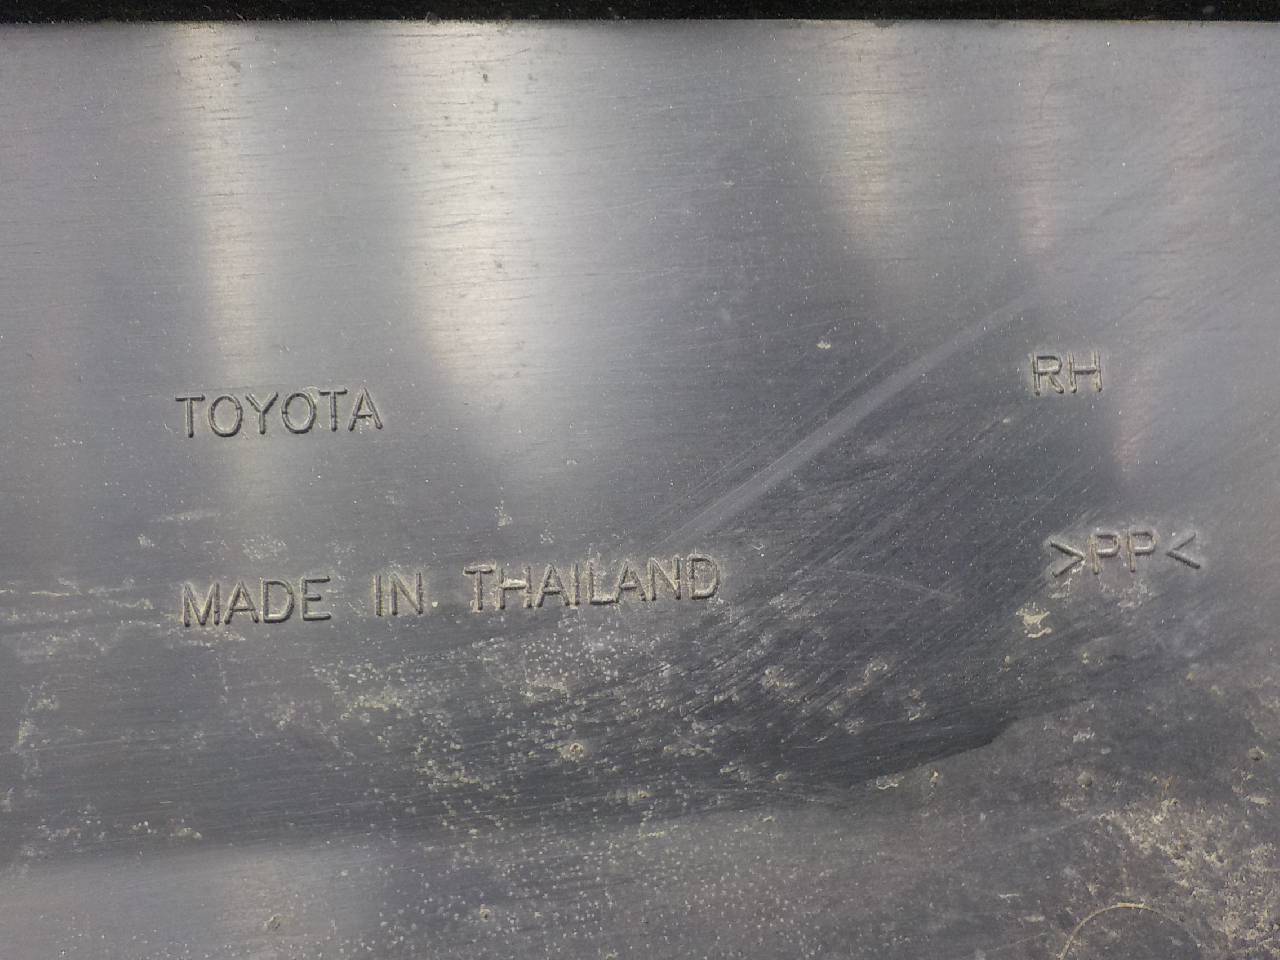 TOYOTA
RH
MADE IN THAILAND
>PP<